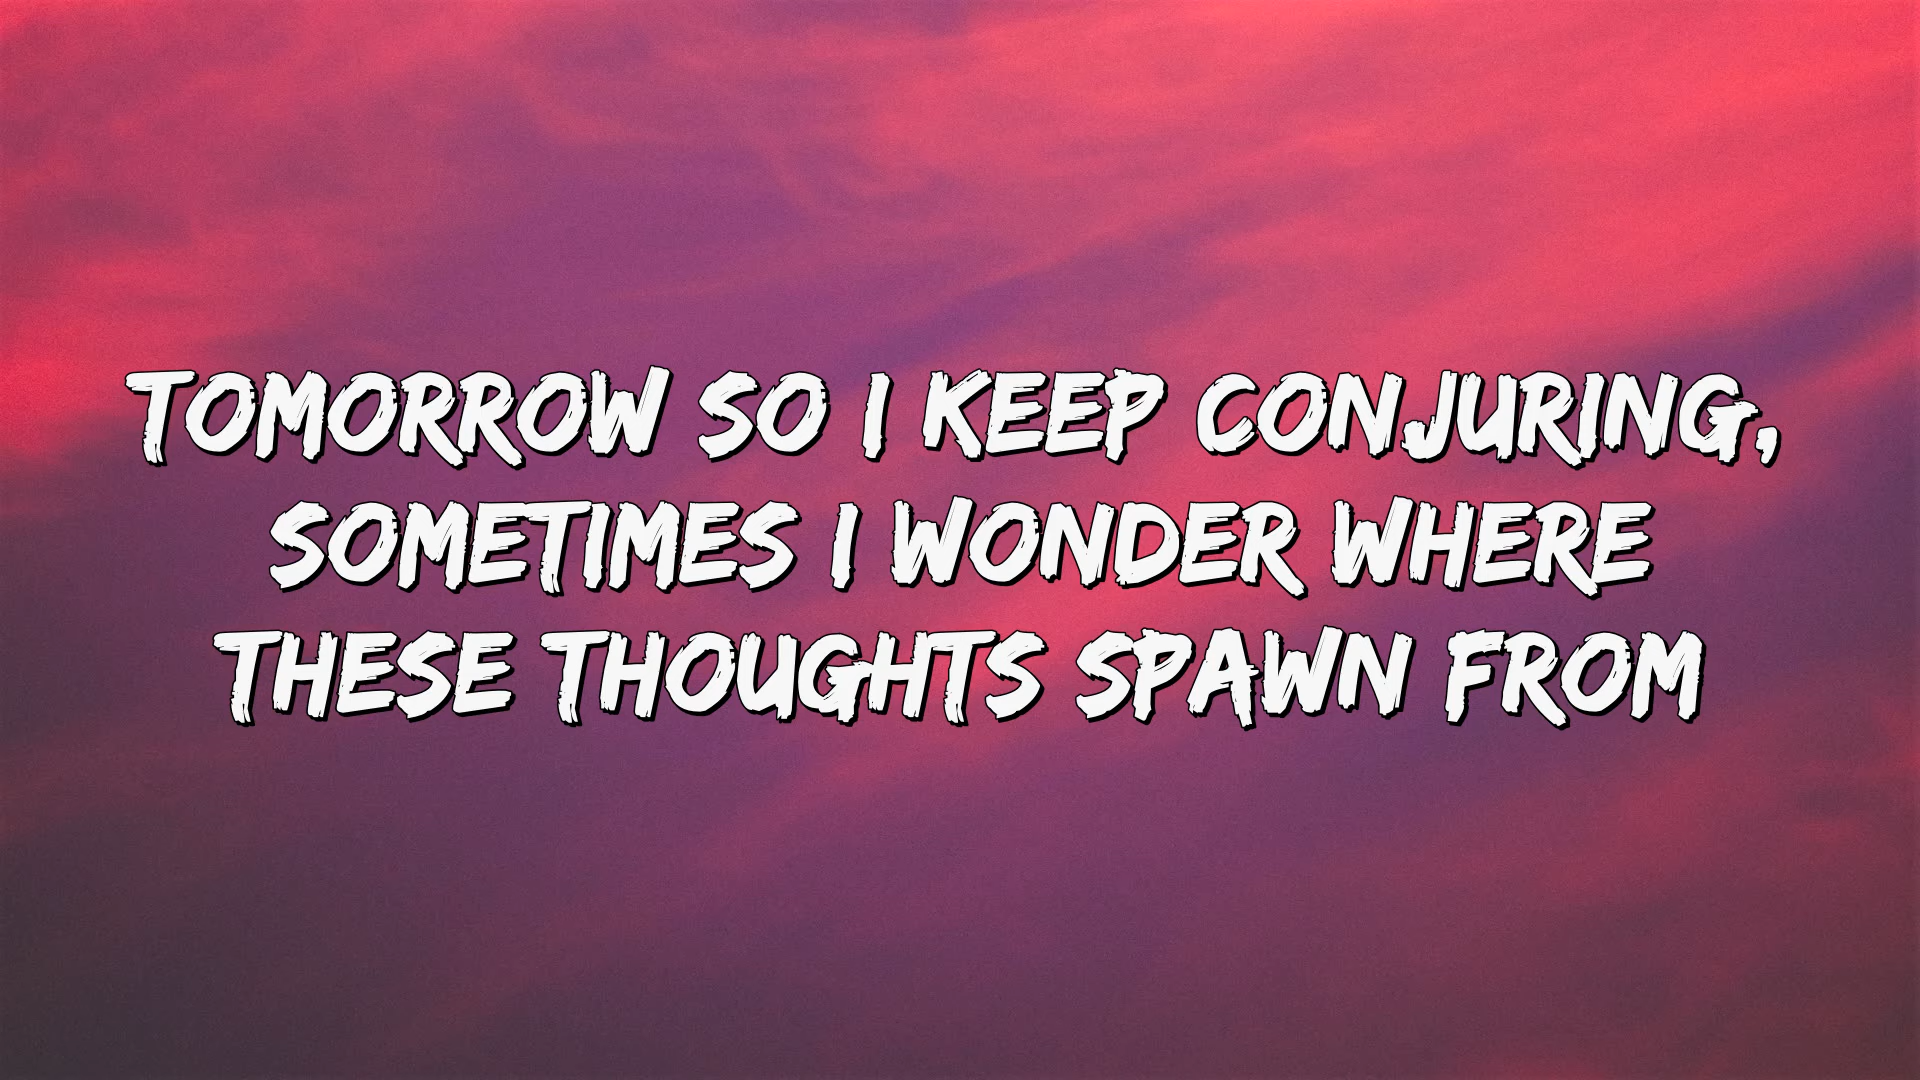 TOMORROW SO I KEEP CONJURING,
SOMETIMES I WONDER WHERE
THESE THOUGHTS SPAWN FROM